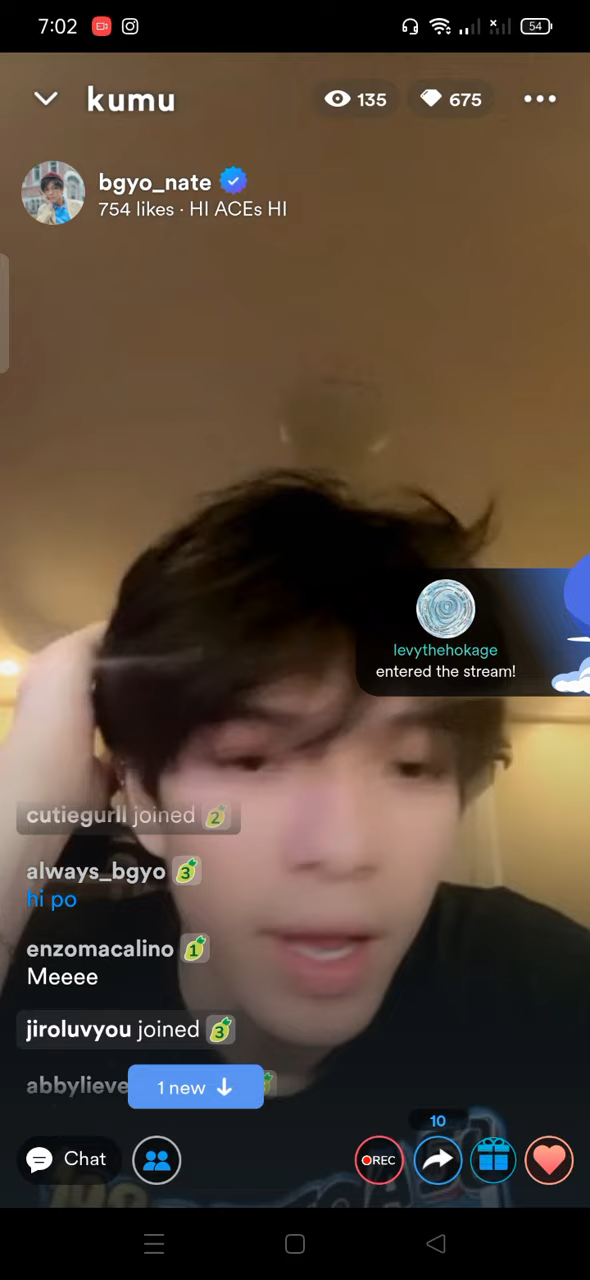 7:02
54
kumu
135
675
bgyo_nate
754 likes · HI ACEs HI
levythehokage
entered the stream!
cutiegurll joined 2
always_bgyo 3
hi po
enzomacalino 1
Meeee
jiroluvyou joined 3
abbylieve
1 new
10
Chat
REC